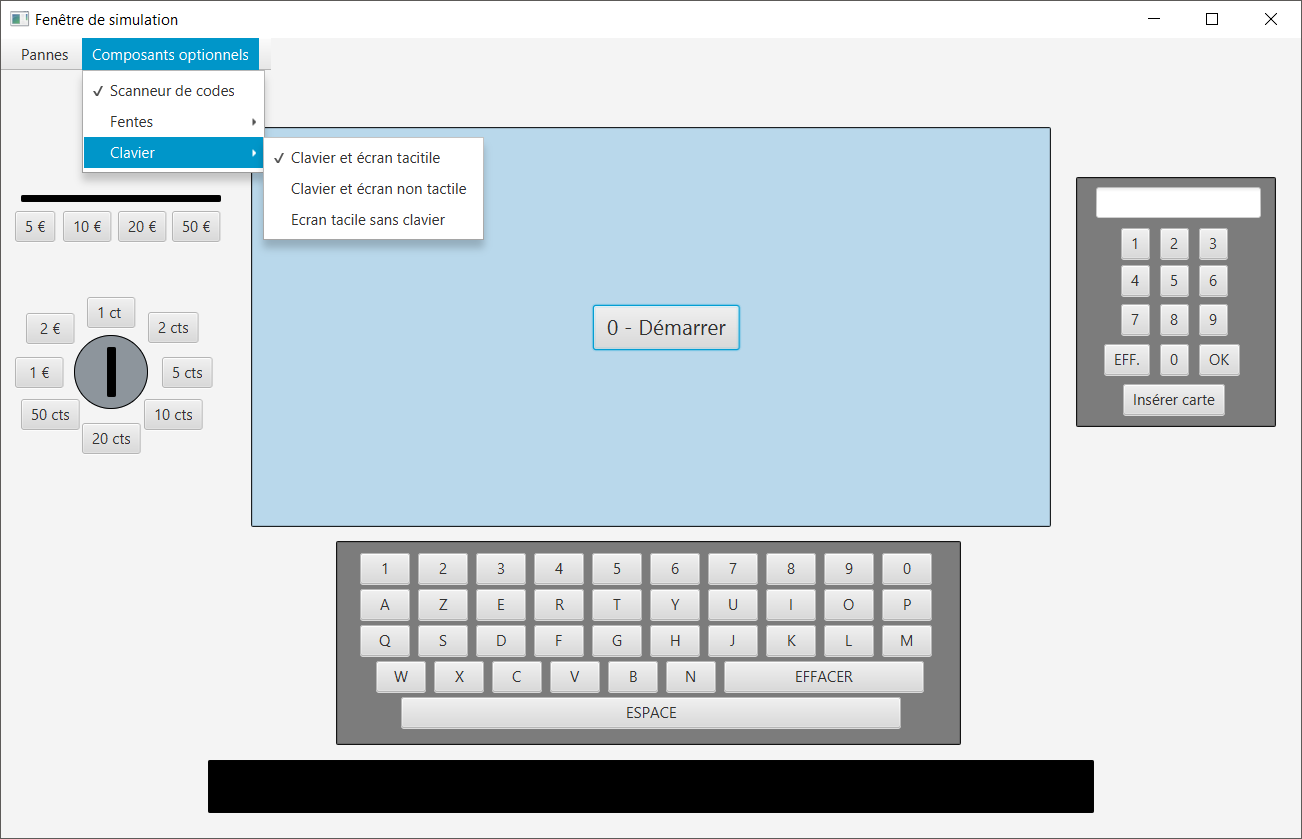 Fenêtre de simulation
Pannes Composants optionnels
Scanneur de codes
Fentes
Clavier
Clavier et écran tacitile
Clavier et écran non tactile
Ecran tacile sans clavier
5 € 10 € 20 € 50 €
1 ct
2 € 2 cts
1 € 5 cts
50 cts 10 cts
20 cts
0 - Démarrer
1 2 3
4 5 6
7 8 9
EFF. 0 OK
Insérer carte
1 2 3 4 5 6 7 8 9 0
A Z E R T Y U I O P
Q S D F G H J K L M
W X C V B N EFFACER
ESPACE